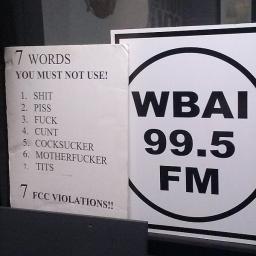 7 WORDS
YOU MUST NOT USE!
1. SHIT
2. PISS
3. FUCK
4. CUNT
5. COCKSUCKER
6. MOTHERFUCKER
7. TITS
7 FCC VIOLATIONS!!
WBAI
99.5
FM